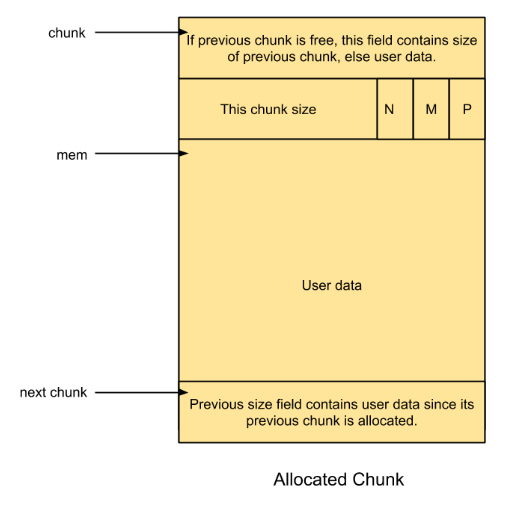 chunk
If previous chunk is free, this field contains size
of previous chunk, else user data.
This chunk size
N
M
P
mem
User data
next chunk
Previous size field contains user data since its
previous chunk is allocated.
Allocated Chunk